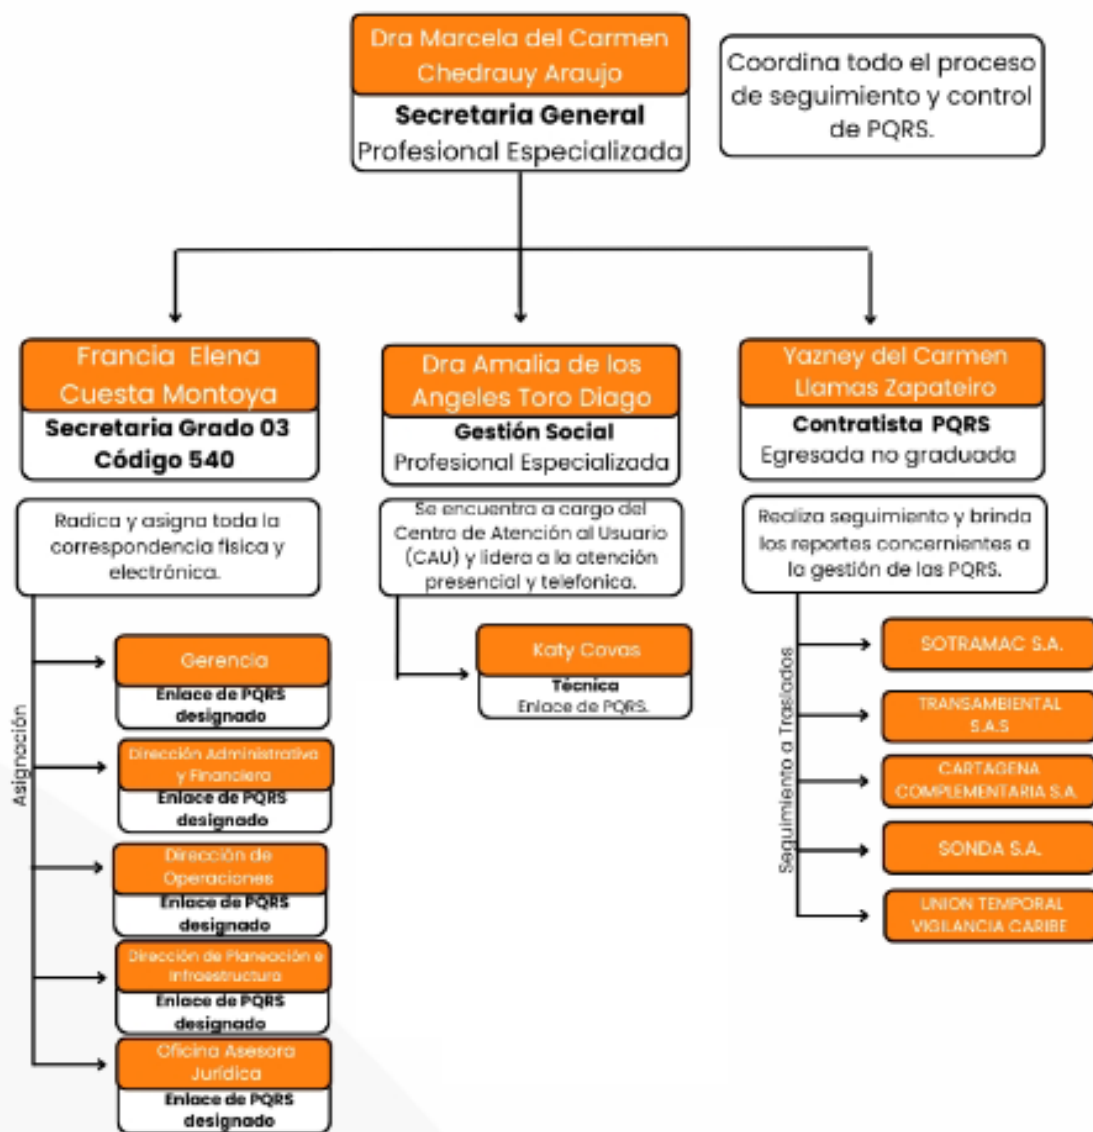 Dra Marcela del Carmen
Chedrauy Araujo
Secretaria General
Profesional Especializada
Coordina todo el proceso
de seguimiento y control
de PQRS.
Francia Elena
Cuesta Montoya
Secretaria Grado 03
Código 540
Radica y asigna toda la
correspondencia física y
electrónica.
Asignación
Gerencia
Enlace de PQRS
designado
Dirección Administrativa
y Financiera
Enlace de PQRS
designado
Dirección de
Operaciones
Enlace de PQRS
designado
Dirección de Planeación e
Infraestructura
Enlace de PQRS
designado
Oficina Asesora
Jurídica
Enlace de PQRS
designado
Dra Amalia de los
Angeles Toro Diago
Gestión Social
Profesional Especializada
Se encuentra a cargo del
Centro de Atención al Usuario
(CAU) y lidera a la atención
presencial y telefonica.
Katy Covas
Técnica
Enlace de PQRS.
Yazney del Carmen
Llamas Zapateiro
Contratista PQRS
Egresada no graduada
Realiza seguimiento y brinda
los reportes concernientes a
la gestión de las PQRS.
Seguimiento a Traslados
SOTRAMAC S.A.
TRANSAMBIENTAL
S.A.S
CARTAGENA
COMPLEMENTARIA S.A.
SONDA S.A.
UNION TEMPORAL
VIGILANCIA CARIBE